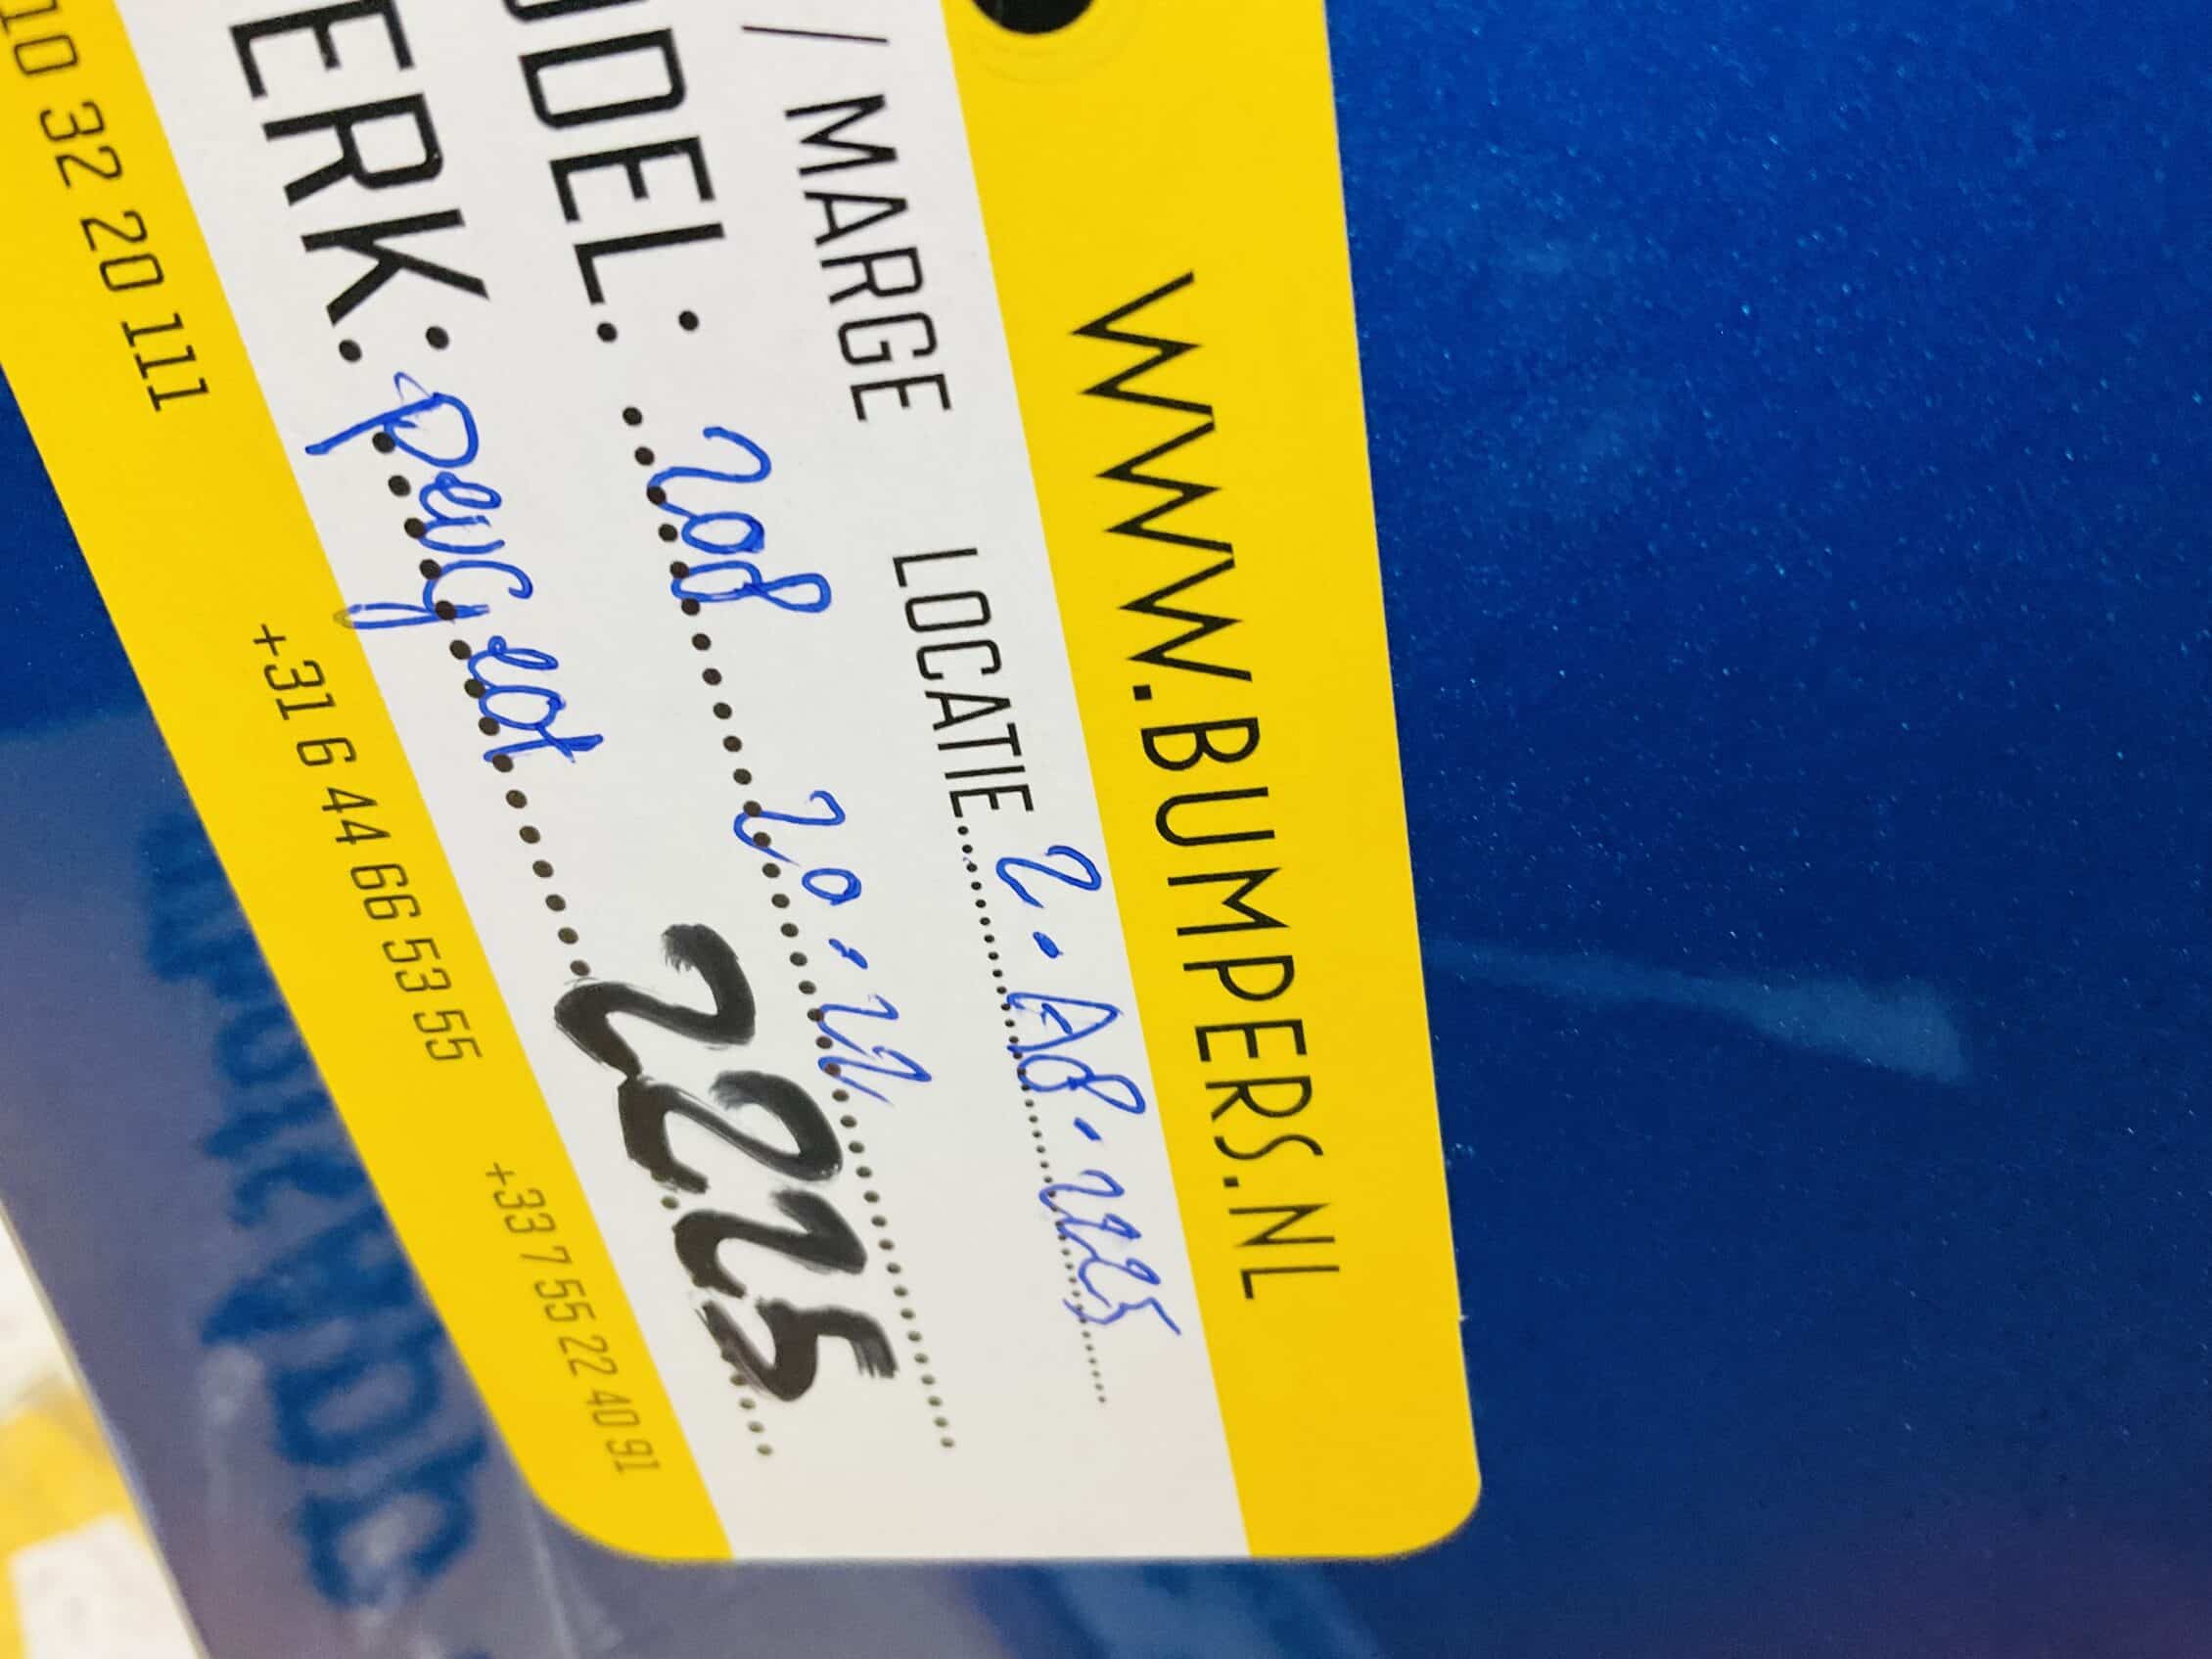 WWW.BUMPERS.NL
/ MARGE LOCATIE 2.A8.2225
ODEL: 208 20-22
ERK: peugeot 2225
10 32 20 111 +31 6 44 66 53 55 +33 7 55 22 40 91